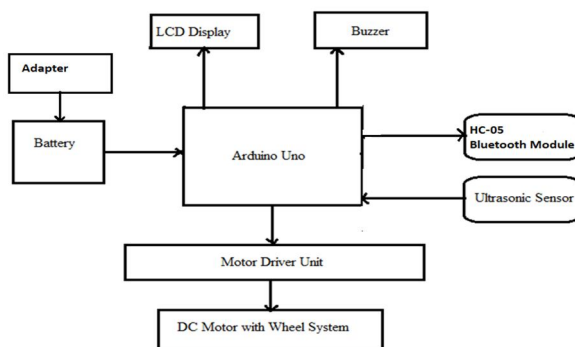 LCD Display
Buzzer
Adapter
Battery
Arduino Uno
HC-05
Bluetooth Module
Ultrasonic Sensor
Motor Driver Unit
DC Motor with Wheel System